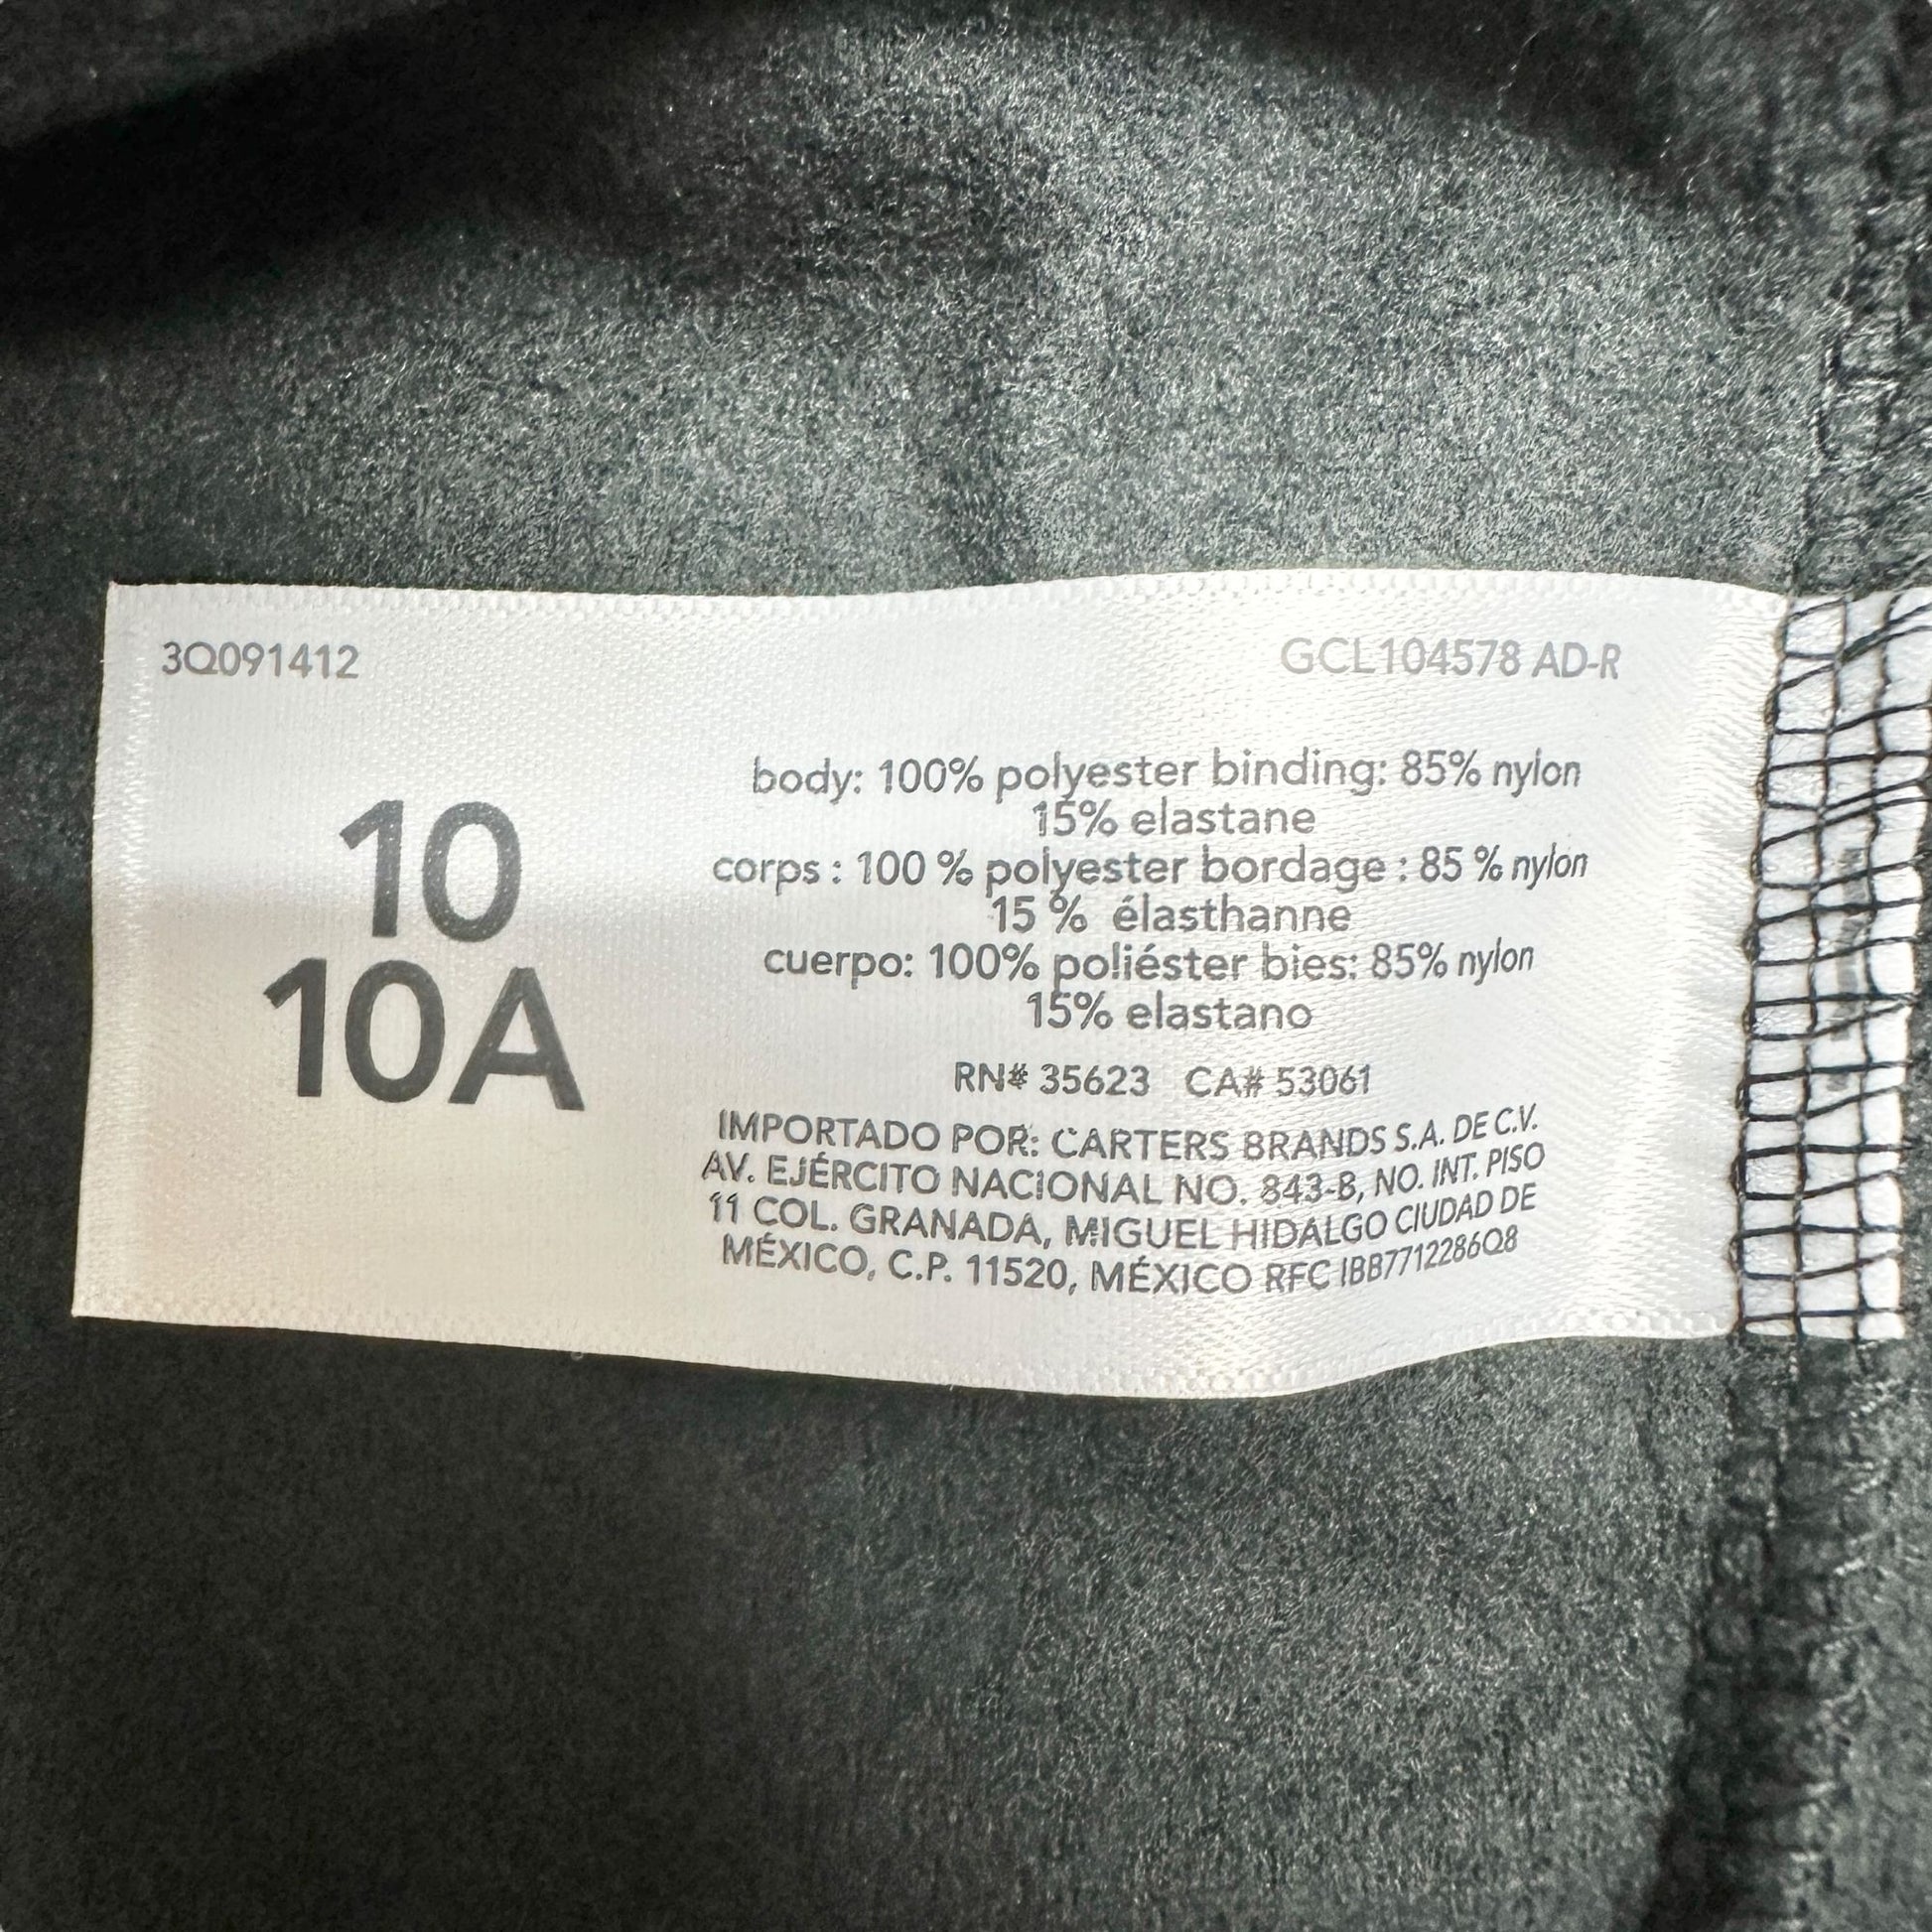 3Q091412
GCL104578 AD-R
10
10A
body: 100% polyester binding: 85% nylon
15% elastane
corps : 100 % polyester bordage : 85 % nylon
15 % élasthanne
cuerpo: 100% poliéster bies: 85% nylon
15% elastano
RN# 35623 CA# 53061
IMPORTADO POR: CARTERS BRANDS S.A. DE C.V.
AV. EJÉRCITO NACIONAL NO. 843-B, NO. INT. PISO
11 COL. GRANADA, MIGUEL HIDALGO CIUDAD DE
MÉXICO, C.P. 11520, MÉXICO RFC IBB7712286Q8